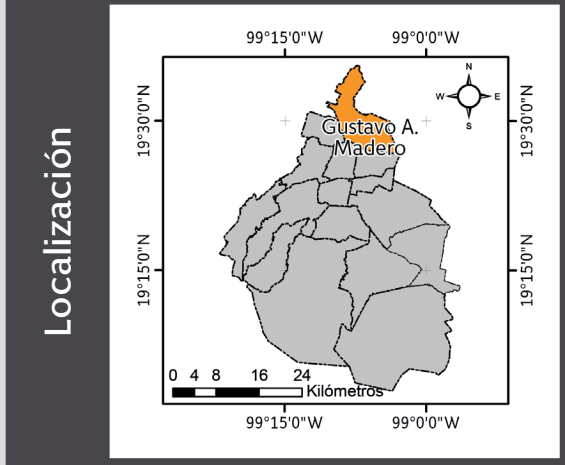 Localización
99°15'0"W 99°0'0"W
N
W E
S
19°30'0"N 19°30'0"N
Gustavo A.
Madero
19°15'0"N 19°15'0"N
0 4 8 16 24
Kilómetros
99°15'0"W 99°0'0"W